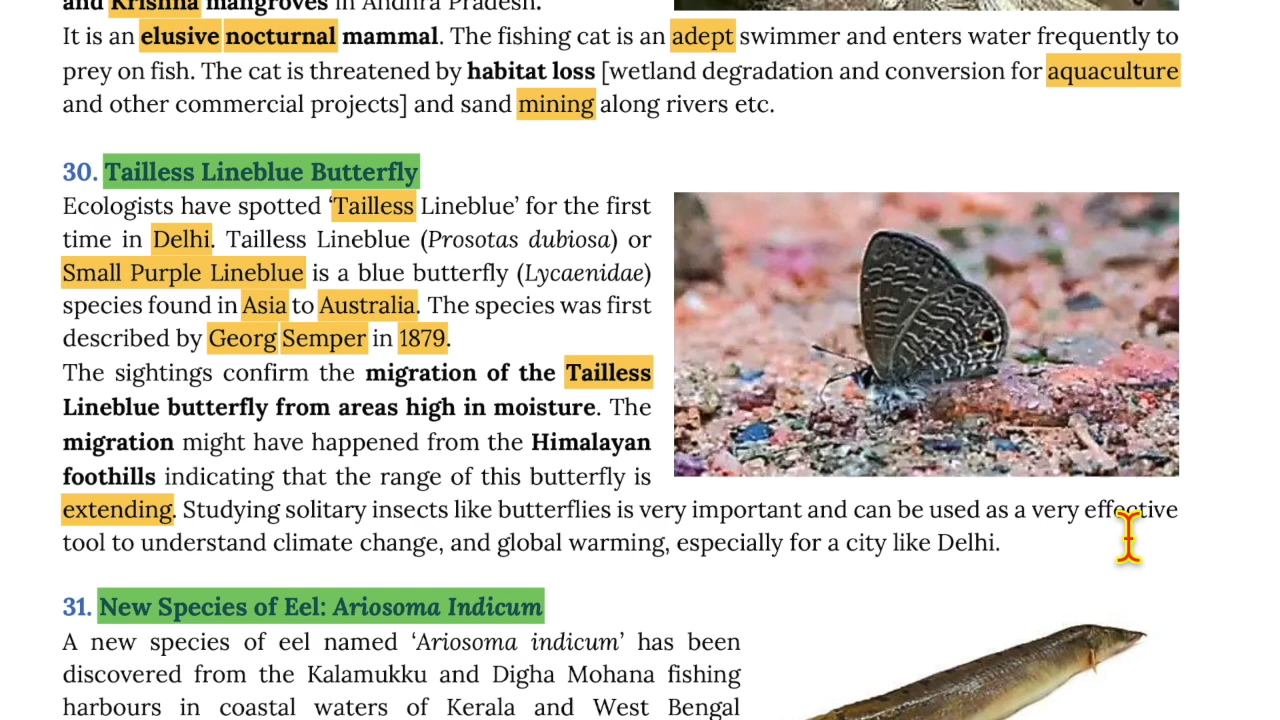 and Krishna mangroves in Andhra Pradesh.
It is an elusive nocturnal mammal. The fishing cat is an adept swimmer and enters water frequently to
prey on fish. The cat is threatened by habitat loss [wetland degradation and conversion for aquaculture
and other commercial projects] and sand mining along rivers etc.
30. Tailless Lineblue Butterfly
Ecologists have spotted ‘Tailless Lineblue’ for the first
time in Delhi. Tailless Lineblue (Prosotas dubiosa) or
Small Purple Lineblue is a blue butterfly (Lycaenidae)
species found in Asia to Australia. The species was first
described by Georg Semper in 1879.
The sightings confirm the migration of the Tailless
Lineblue butterfly from areas high in moisture. The
migration might have happened from the Himalayan
foothills indicating that the range of this butterfly is
extending. Studying solitary insects like butterflies is very important and can be used as a very effective
tool to understand climate change, and global warming, especially for a city like Delhi.
31. New Species of Eel: Ariosoma Indicum
A new species of eel named ‘Ariosoma indicum’ has been
discovered from the Kalamukku and Digha Mohana fishing
harbours in coastal waters of Kerala and West Bengal